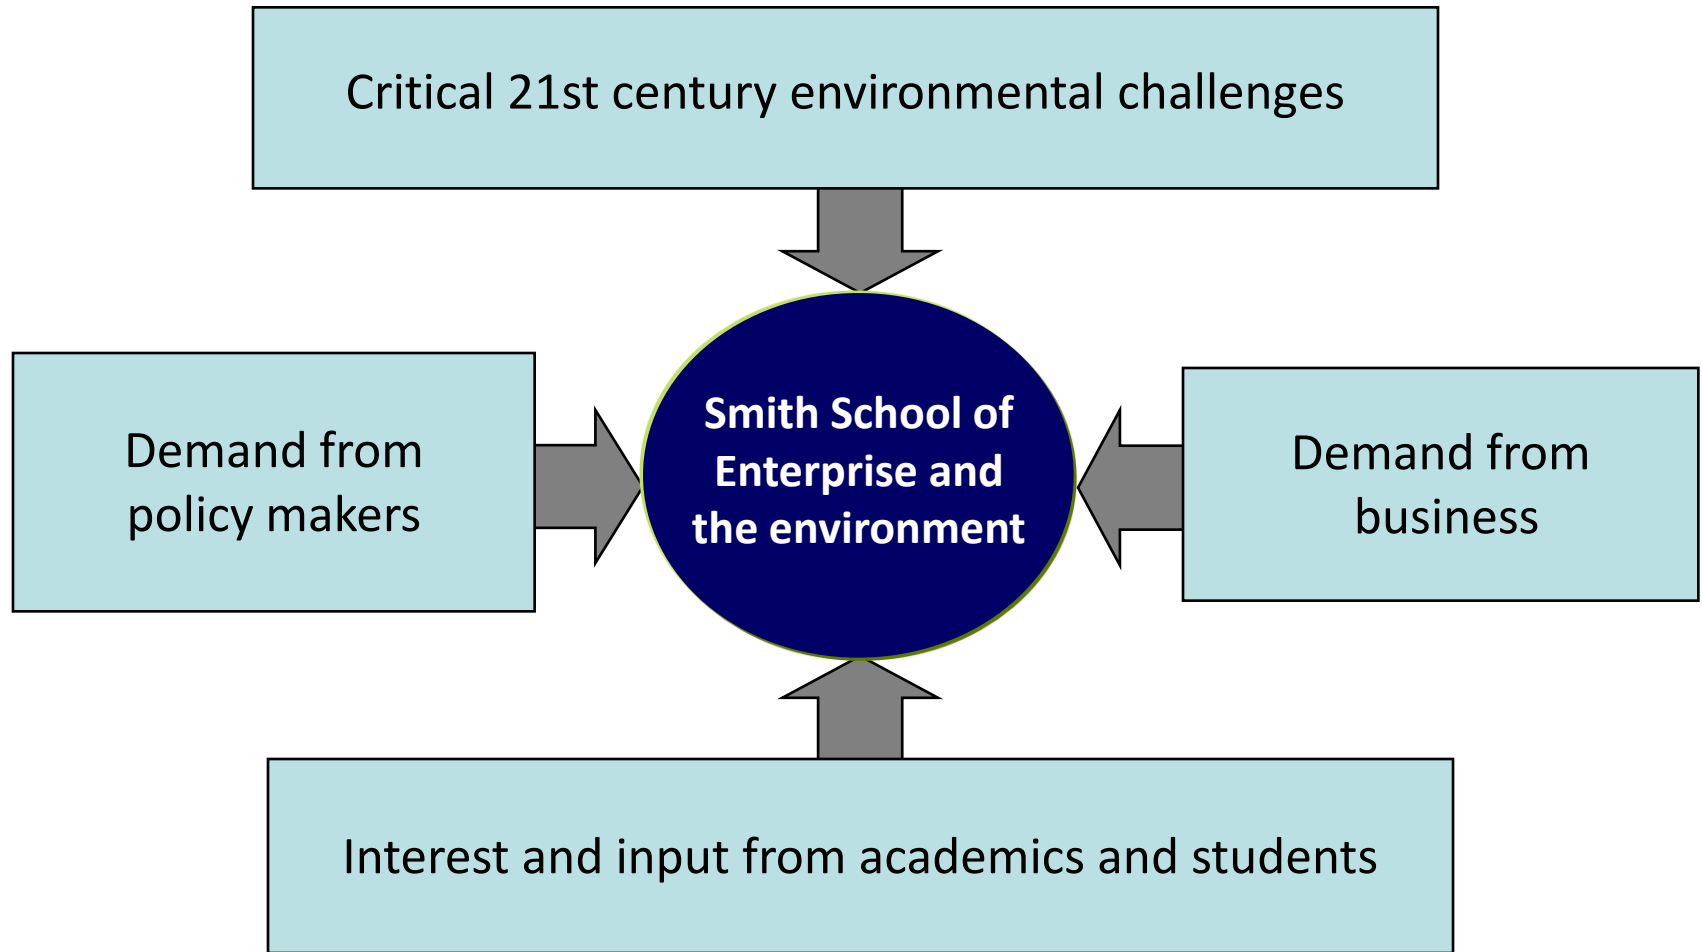 Critical 21st century environmental challenges
Demand from
policy makers
Smith School of
Enterprise and
the environment
Demand from
business
Interest and input from academics and students